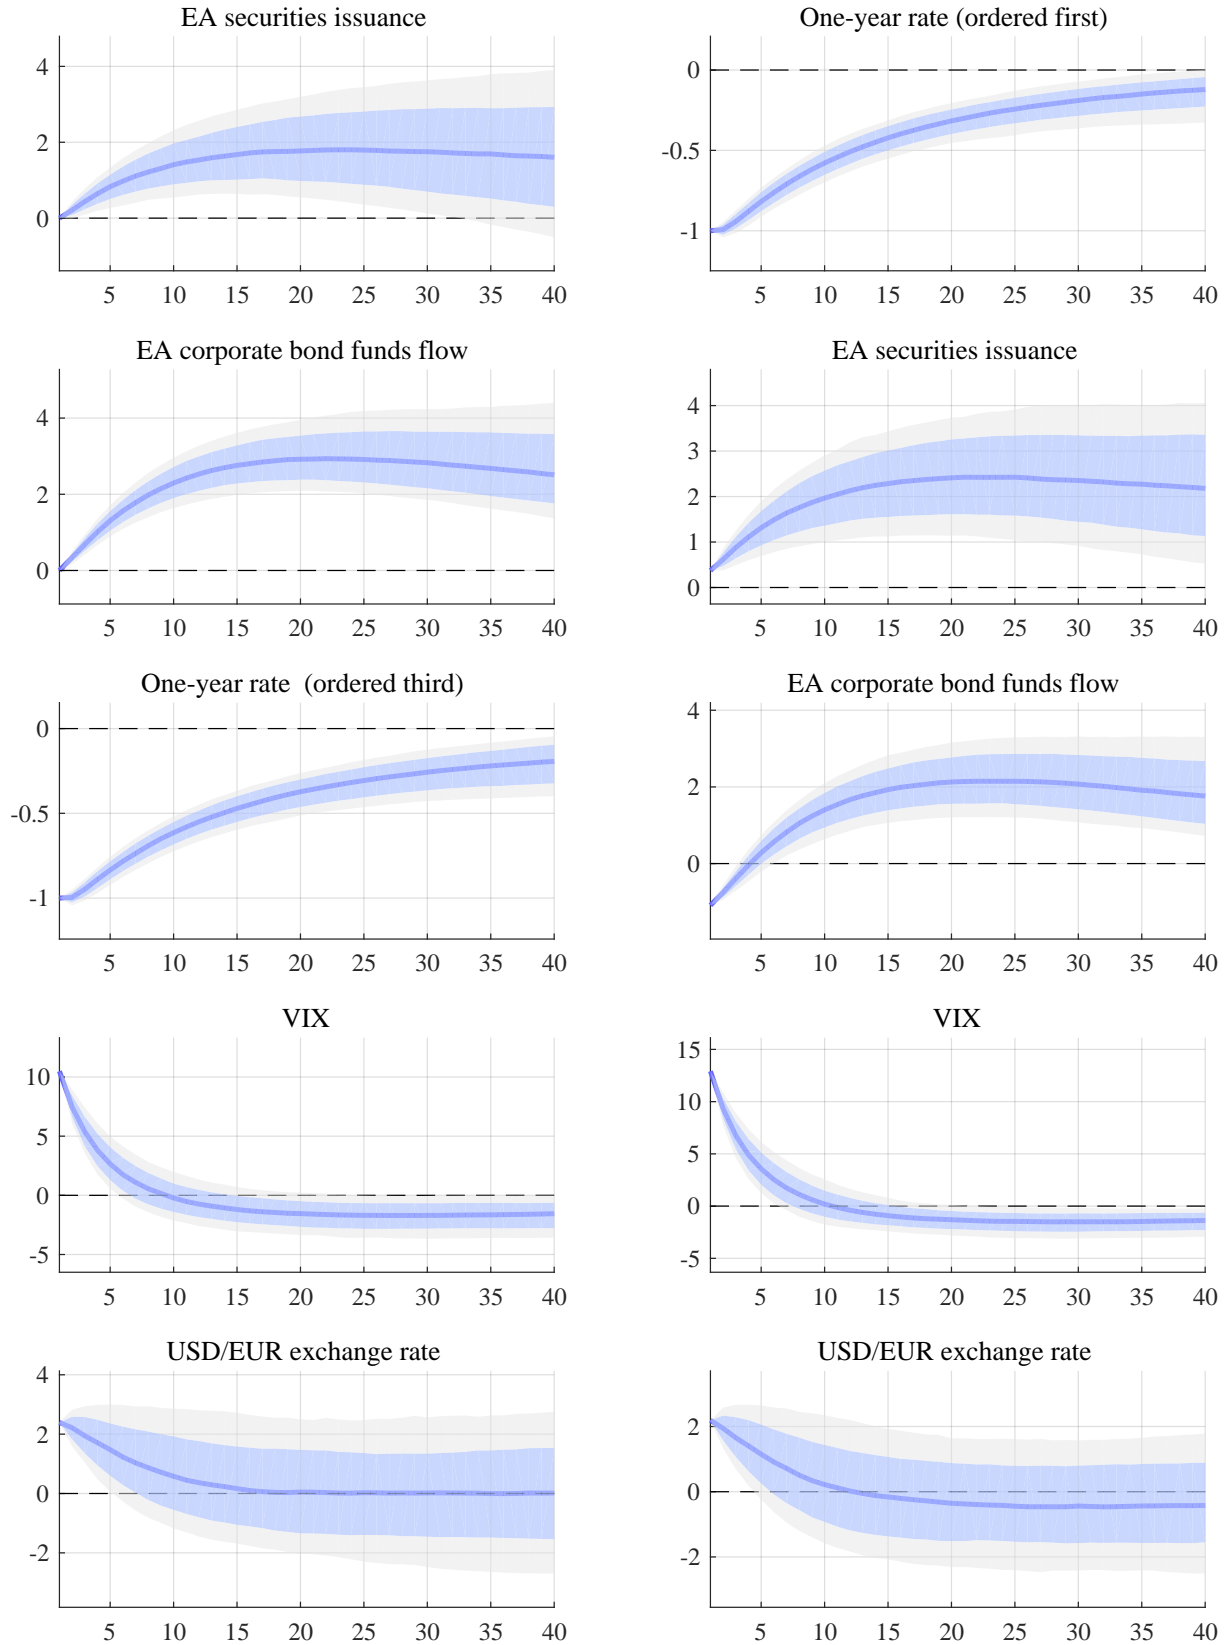 EA securities issuance
4
2
0
5 10 15 20 25 30 35 40
EA corporate bond funds flow
4
2
0
5 10 15 20 25 30 35 40
One-year rate (ordered third)
0
-0.5
-1
5 10 15 20 25 30 35 40
VIX
10
5
0
-5
5 10 15 20 25 30 35 40
USD/EUR exchange rate
4
2
0
-2
5 10 15 20 25 30 35 40
One-year rate (ordered first)
0
-0.5
-1
5 10 15 20 25 30 35 40
EA securities issuance
4
3
2
1
0
5 10 15 20 25 30 35 40
EA corporate bond funds flow
4
2
0
5 10 15 20 25 30 35 40
VIX
15
10
5
0
-5
5 10 15 20 25 30 35 40
USD/EUR exchange rate
2
0
-2
5 10 15 20 25 30 35 40